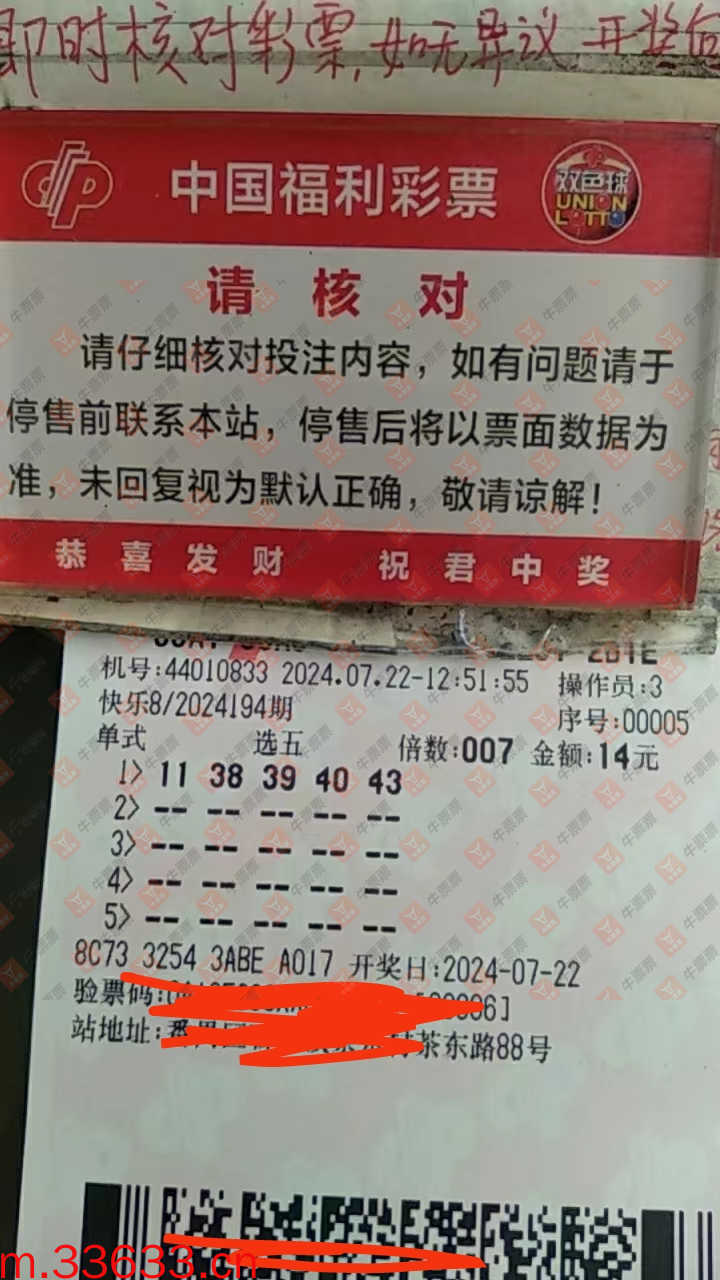 即时核对彩票,如无异议 开奖
中国福利彩票
双色球
UNION
LOTTO
请核对
请仔细核对投注内容，如有问题请于
停售前联系本站，停售后将以票面数据为
准，未回复视为默认正确，敬请谅解！
恭喜发财 祝君中奖
机号:44010833 2024.07.22-12:51:55 操作员:3
快乐8/2024194期 序号:00005
单式 选五 倍数:007 金额:14元
1> 11 38 39 40 43
2> -- -- -- -- --
3> -- -- -- -- --
4> -- -- -- -- --
5> -- -- -- -- --
8C73 3254 3ABE A017 开奖日:2024-07-22
验票码:
站地址: 茶东路88号
m.33633.cn
牛票票